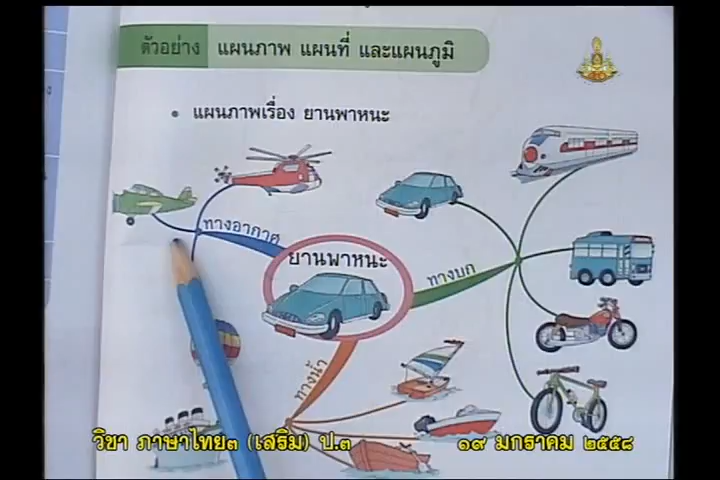 ตัวอย่าง แผนภาพ แผนที่ และแผนภูมิ
• แผนภาพเรื่อง ยานพาหนะ
ทางอากาศ
ยานพาหนะ
ทางบก
ทางน้ำ
วิชา ภาษาไทย๓ (เสริม) ป.๓ ๑๙ มกราคม ๒๕๕๘